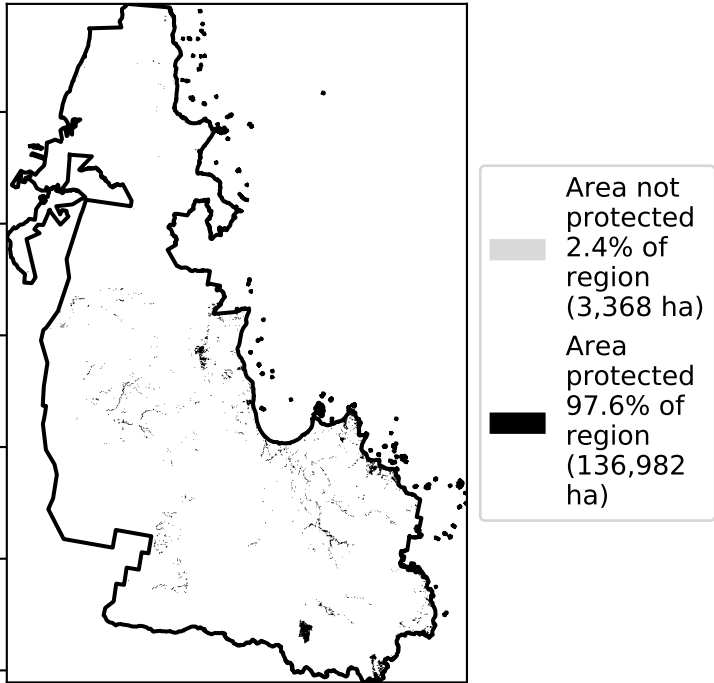 Area not
protected
2.4% of
region
(3,368 ha)
Area
protected
97.6% of
region
(136,982
ha)